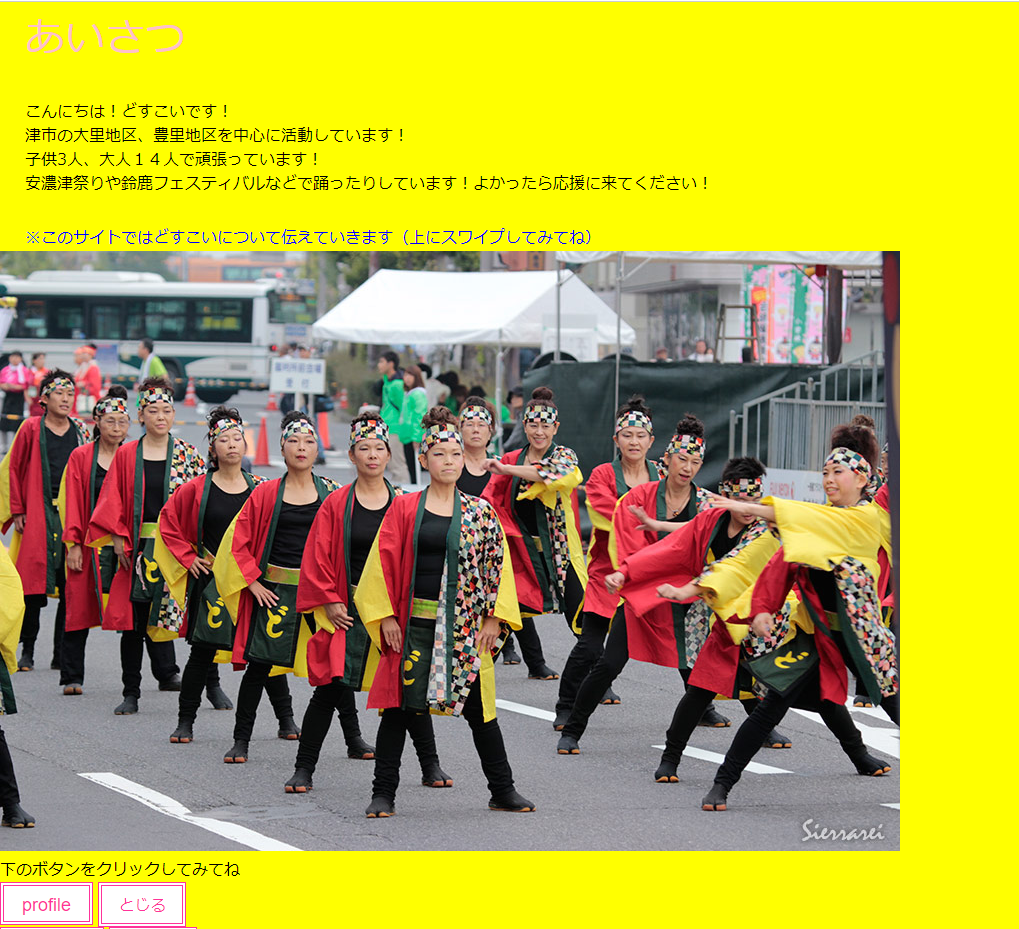 あいさつ
こんにちは！どすこいです！
津市の大里地区、豊里地区を中心に活動しています！
子供3人、大人１４人で頑張っています！
安濃津祭りや鈴鹿フェスティバルなどで踊ったりしています！よかったら応援に来てください！
※このサイトではどすこいについて伝えていきます（上にスワイプしてみてね）
受付
ど
ど
ど
ど
ど
Sierrarei
下のボタンをクリックしてみてね
profile とじる